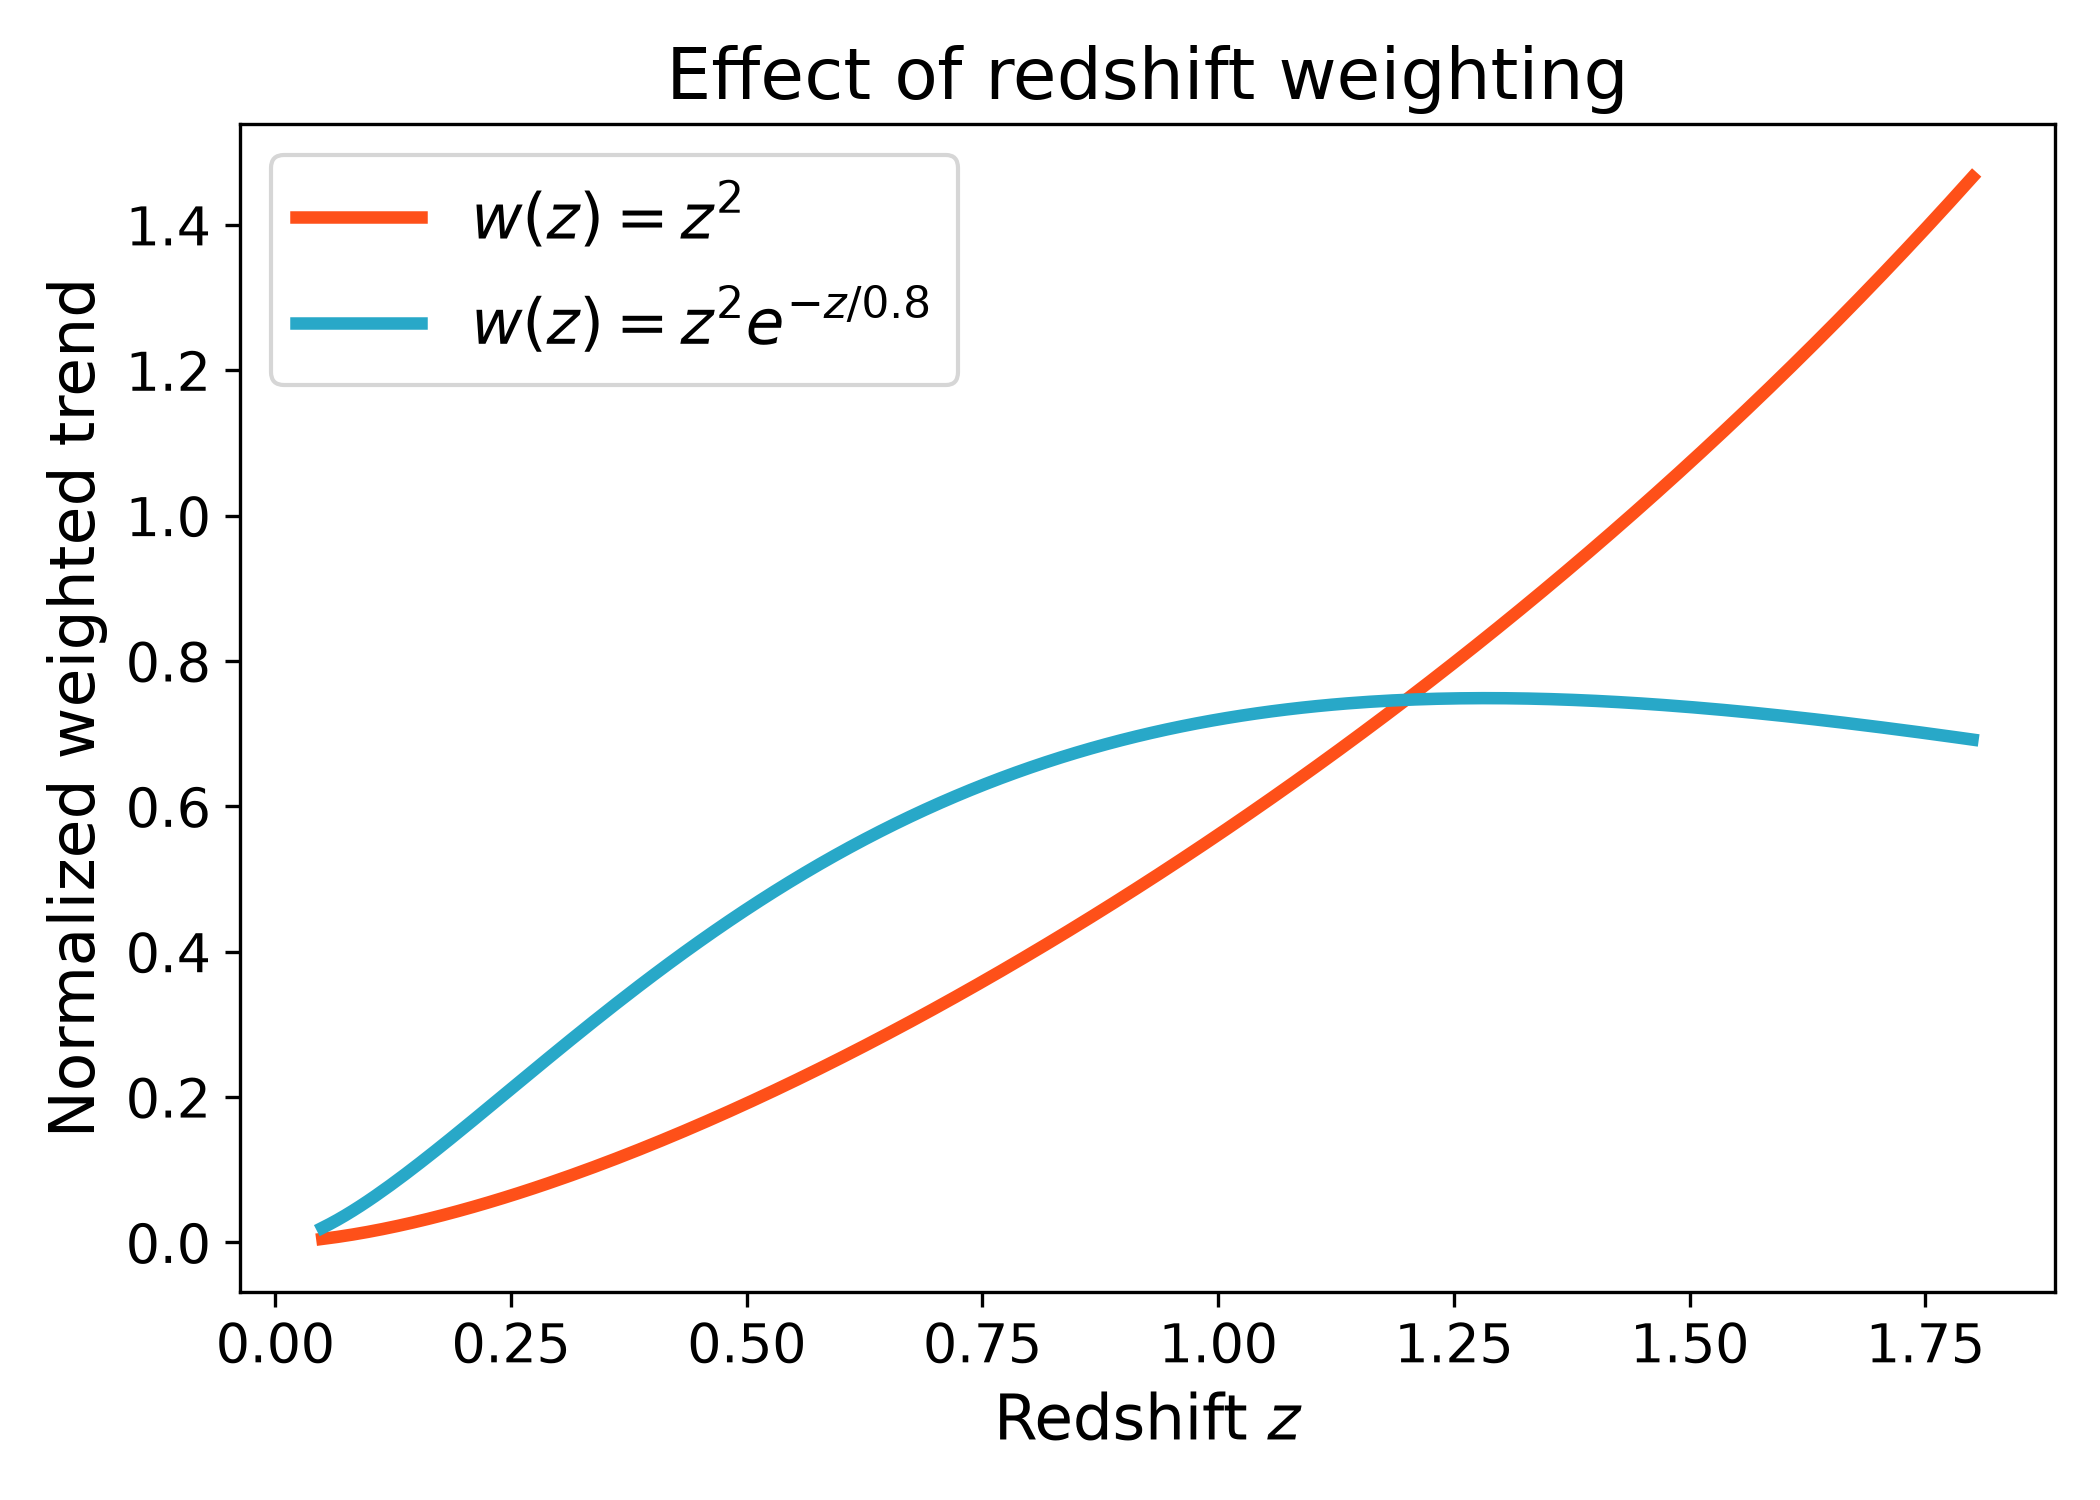 Effect of redshift weighting
w(z) = z²
w(z) = z²e⁻ᶻ/⁰·⁸
Normalized weighted trend
1.4
1.2
1.0
0.8
0.6
0.4
0.2
0.0
0.00 0.25 0.50 0.75 1.00 1.25 1.50 1.75
Redshift z